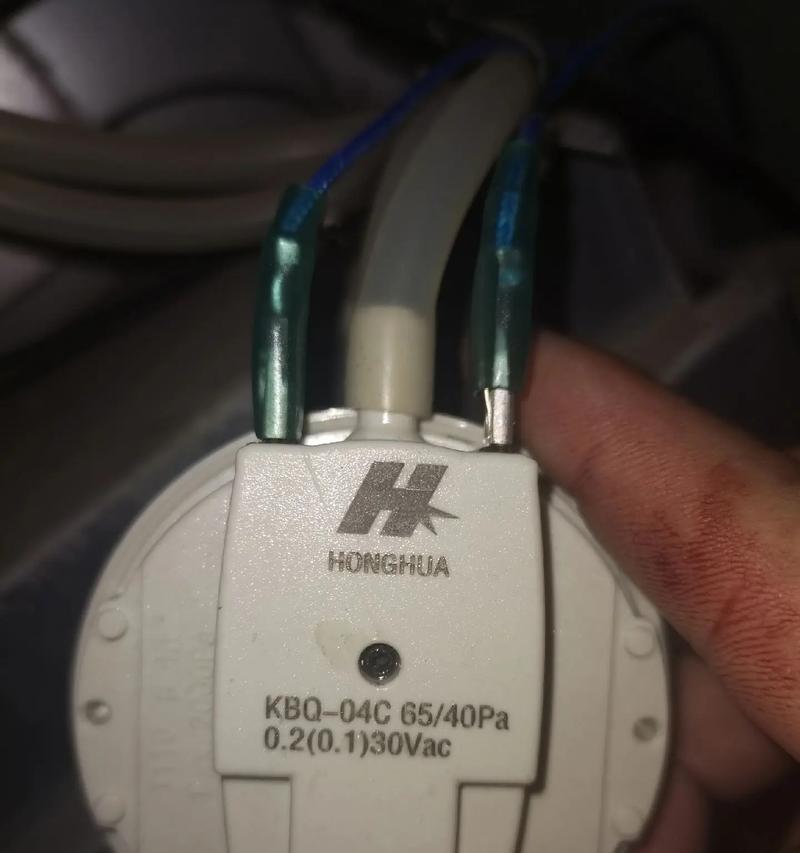 HONGHUA
KBQ-04C 65/40Pa
0.2(0.1)30Vac